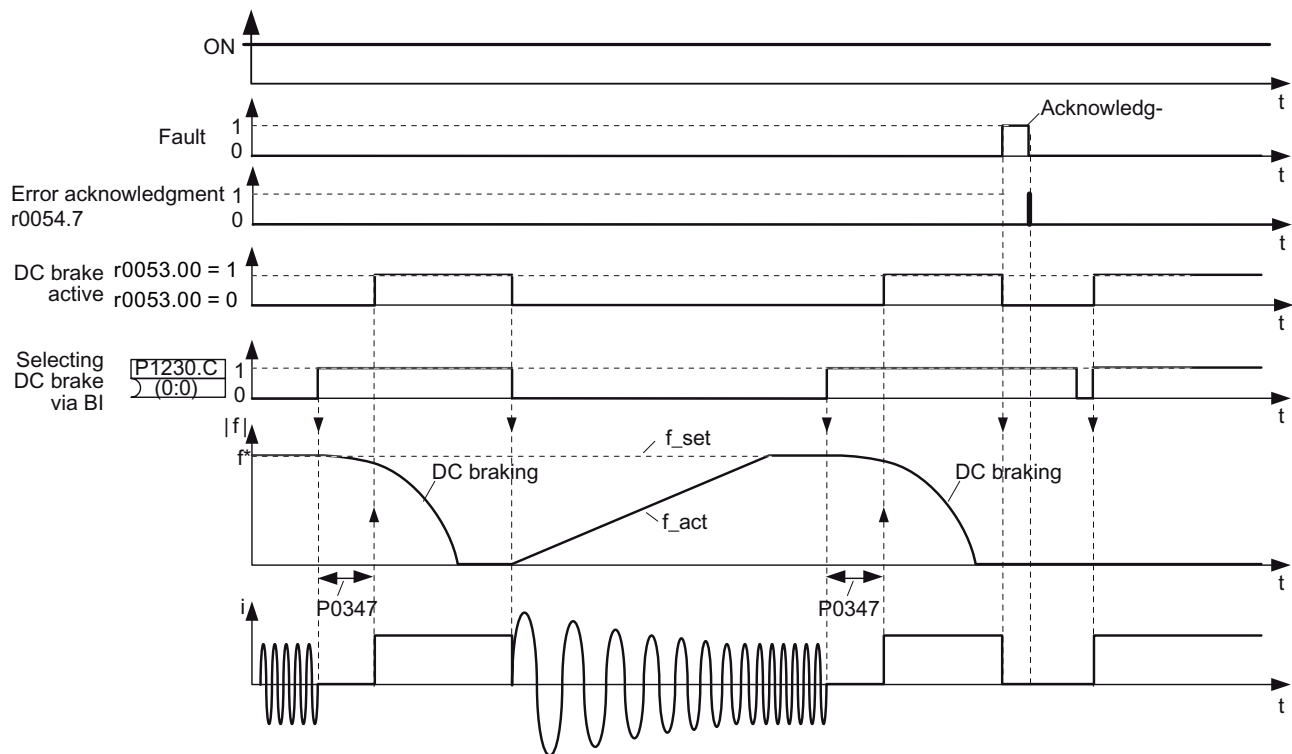 ON
t
Acknowledg-
Fault
1
0
t
Error acknowledgment
r0054.7
1
0
t
DC brake
active
r0053.00 = 1
r0053.00 = 0
t
Selecting
DC brake
via BI
P1230.C
(0:0)
1
0
t
|f|
f*
f_set
DC braking
f_act
DC braking
t
P0347
P0347
i
t